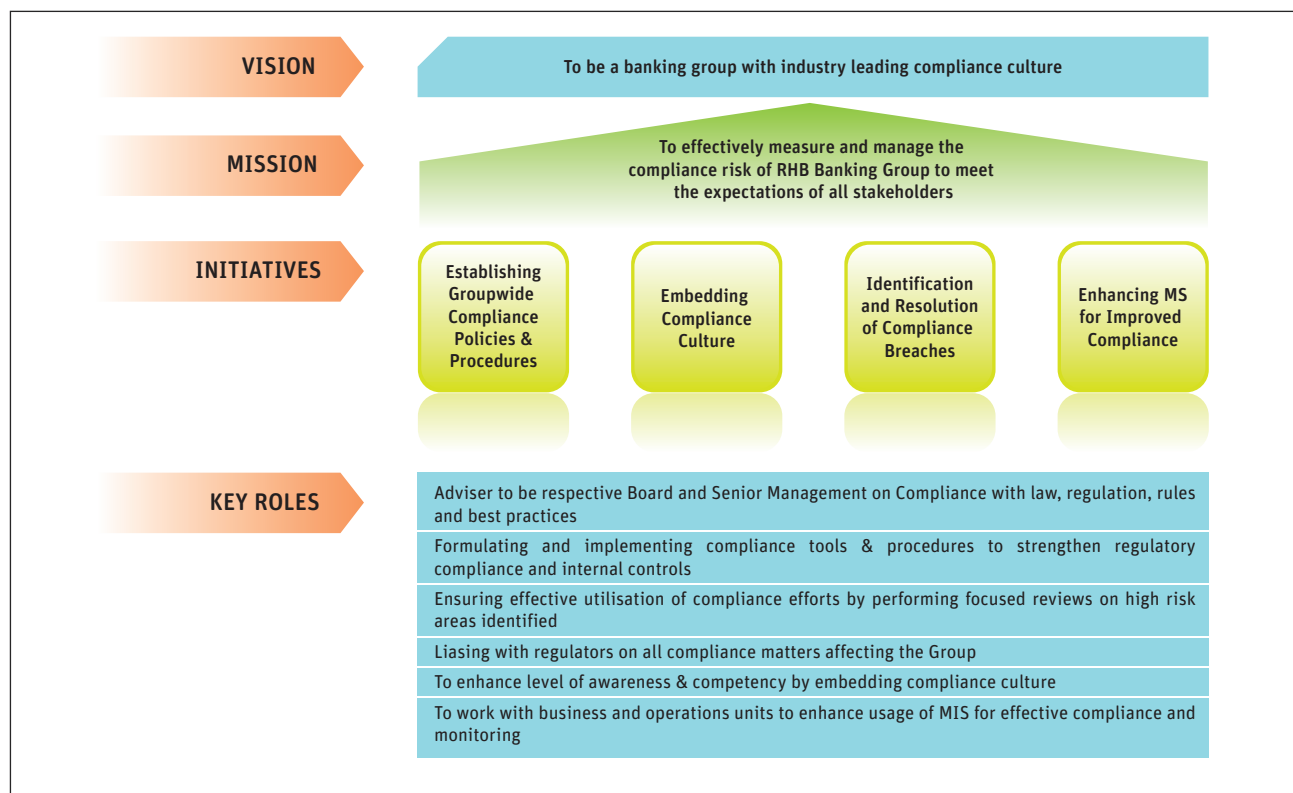 VISION
To be a banking group with industry leading compliance culture
MISSION
To effectively measure and manage the
compliance risk of RHB Banking Group to meet
the expectations of all stakeholders
INITIATIVES
Establishing
Groupwide
Compliance
Policies &
Procedures
Embedding
Compliance
Culture
Identification
and Resolution
of Compliance
Breaches
Enhancing MS
for Improved
Compliance
KEY ROLES
Adviser to be respective Board and Senior Management on Compliance with law, regulation, rules
and best practices
Formulating and implementing compliance tools & procedures to strengthen regulatory
compliance and internal controls
Ensuring effective utilisation of compliance efforts by performing focused reviews on high risk
areas identified
Liasing with regulators on all compliance matters affecting the Group
To enhance level of awareness & competency by embedding compliance culture
To work with business and operations units to enhance usage of MIS for effective compliance and
monitoring